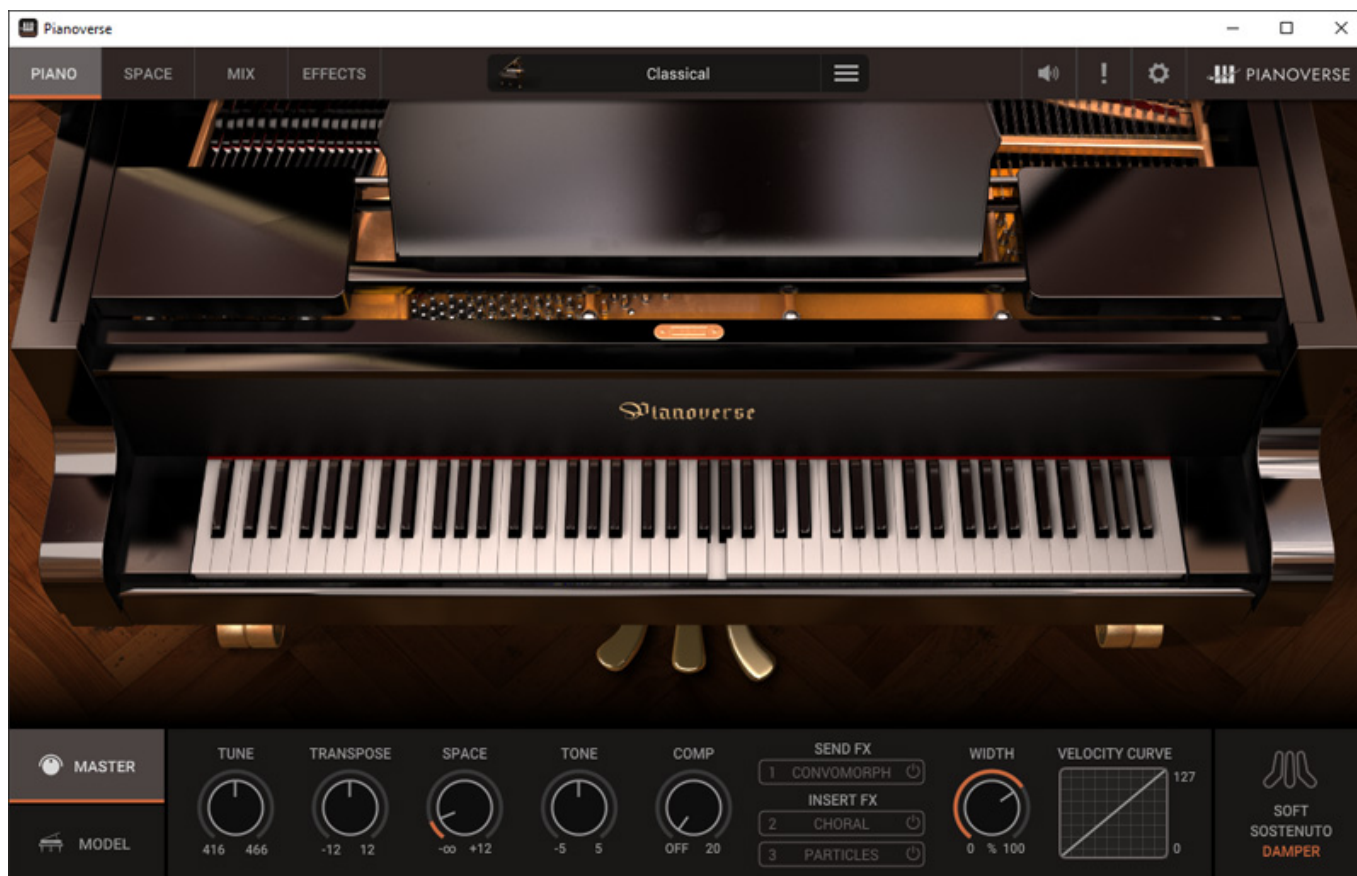 Pianoverse
PIANO SPACE MIX EFFECTS Classical PIANOVERSE
Pianoverse
MASTER
MODEL
TUNE
416 466
TRANSPOSE
-12 12
SPACE
-∞ +12
TONE
-5 5
COMP
OFF 20
SEND FX
1 CONVOMORPH
INSERT FX
2 CHORAL
3 PARTICLES
WIDTH
0 % 100
VELOCITY CURVE
127
0
SOFT
SOSTENUTO
DAMPER